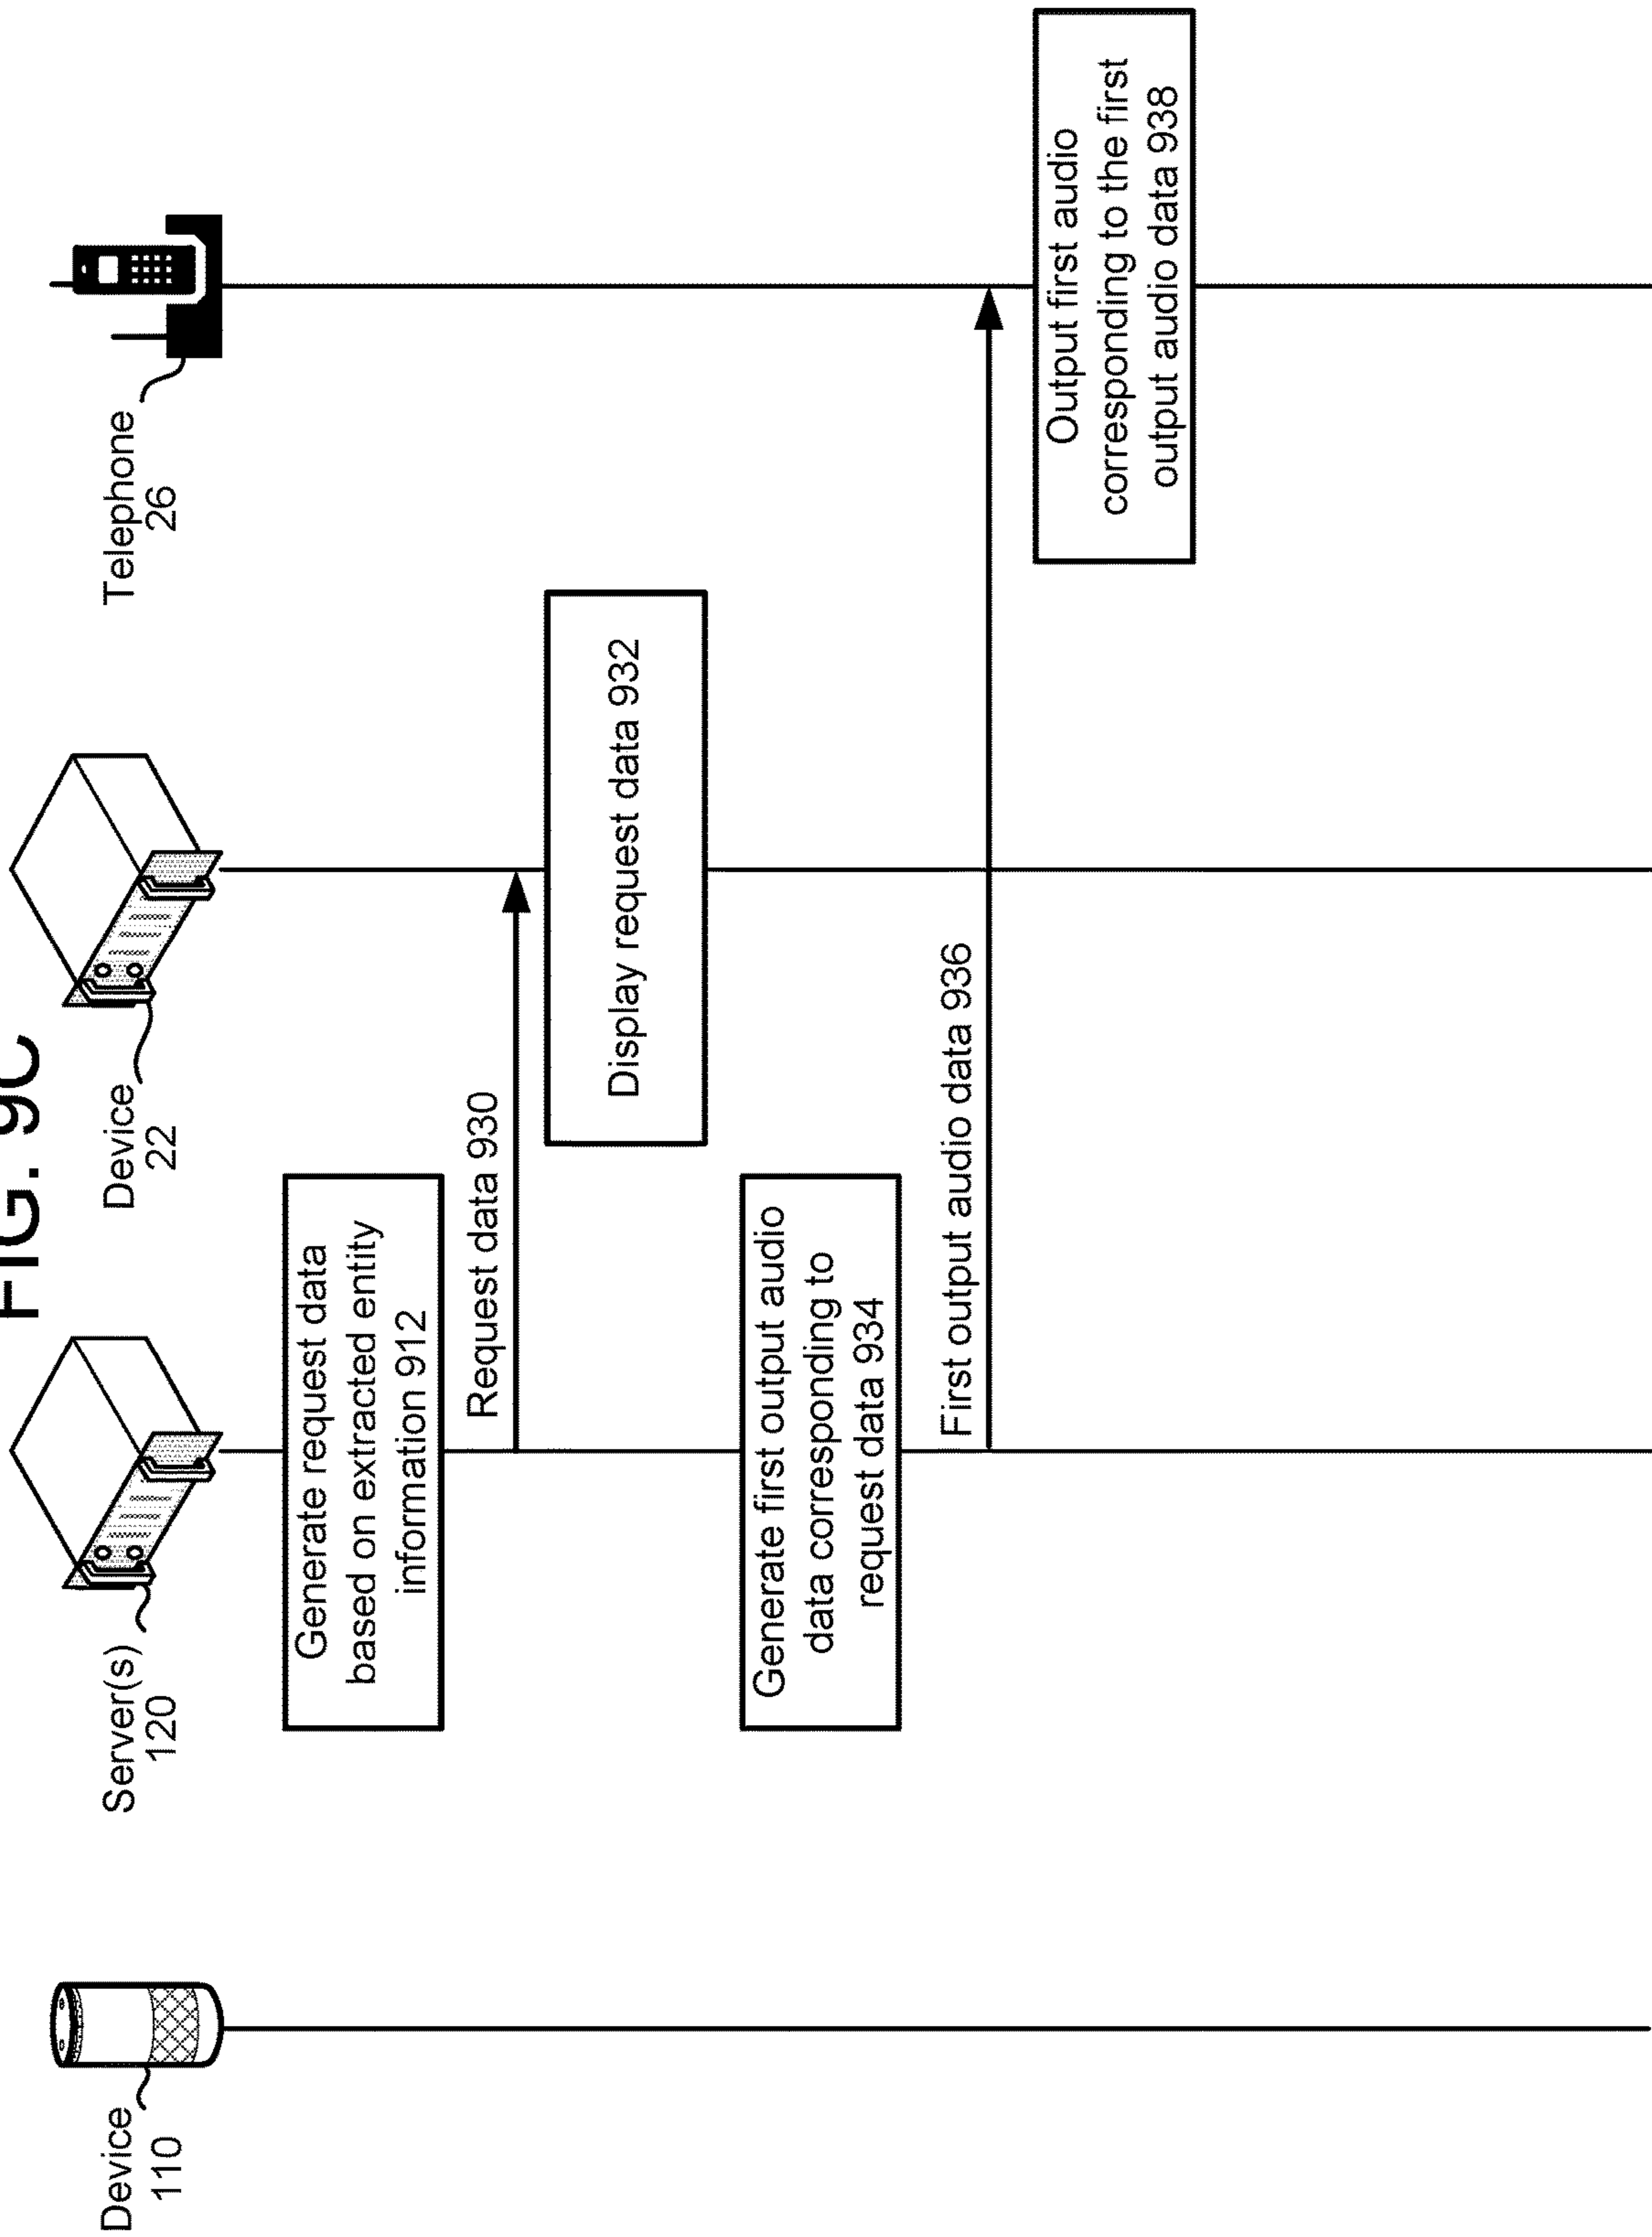 FIG. 9C
Device
110
Server(s)
120
Device
22
Telephone
26
Generate request data
based on extracted entity
information 912
Request data 930
Display request data 932
Generate first output audio
data corresponding to
request data 934
First output audio data 936
Output first audio
corresponding to the first
output audio data 938